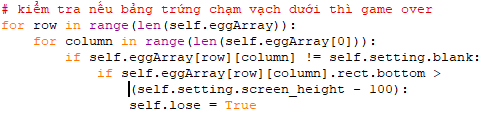 # kiểm tra nếu bảng trứng chạm vạch dưới thì game over
for row in range(len(self.eggArray)):
    for column in range(len(self.eggArray[0])):
        if self.eggArray[row][column] != self.setting.blank:
            if self.eggArray[row][column].rect.bottom >
                (self.setting.screen_height - 100):
                self.lose = True